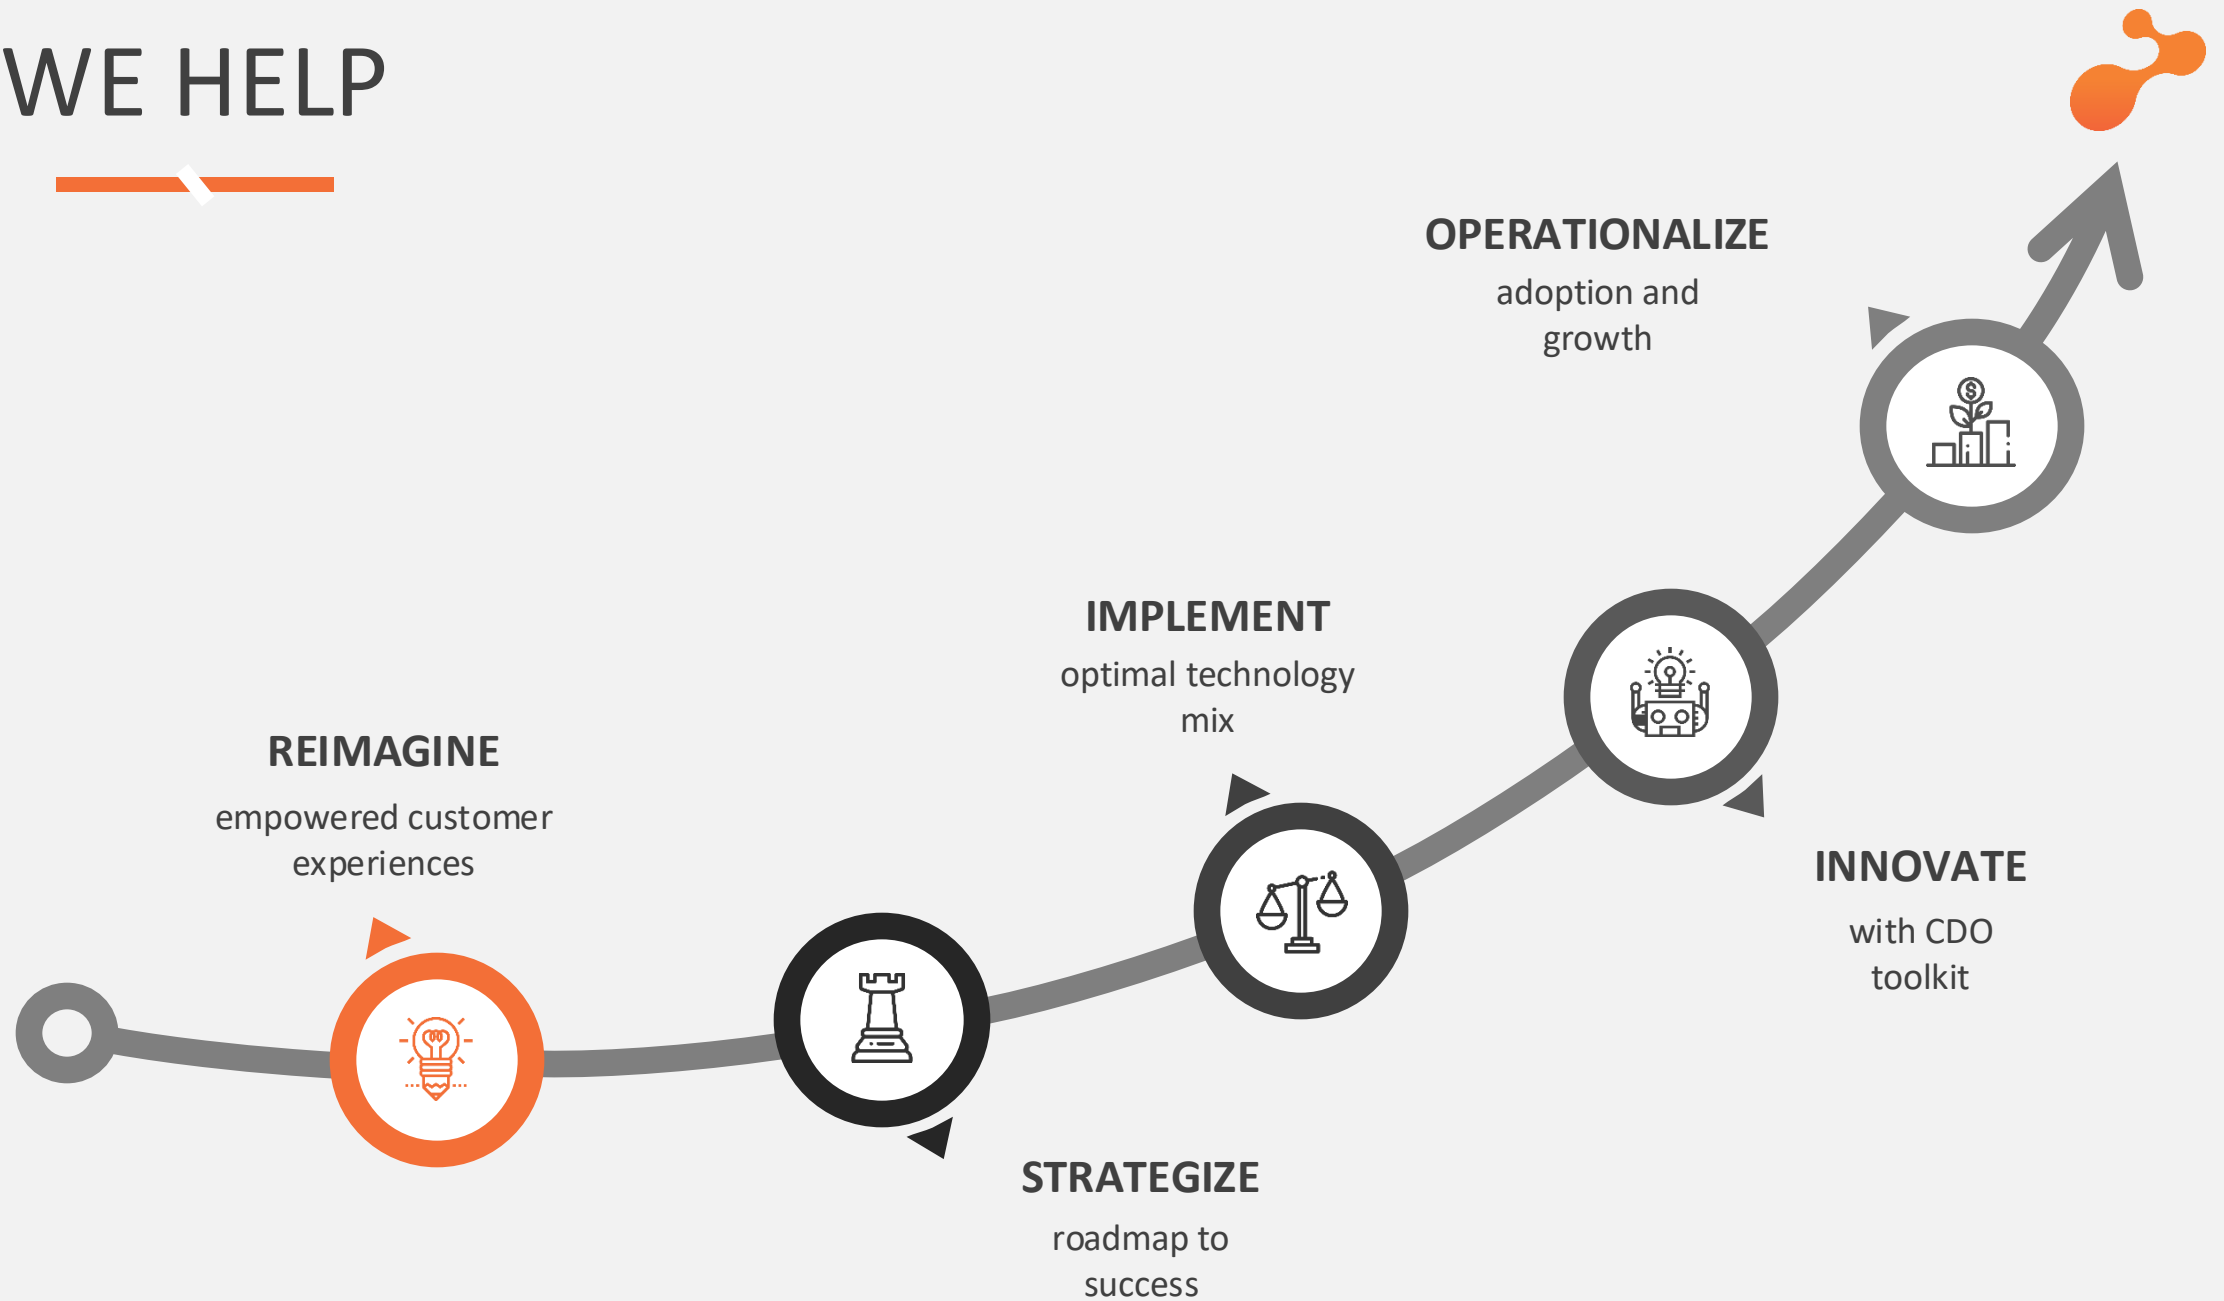 WE HELP
OPERATIONALIZE
adoption and
growth
IMPLEMENT
optimal technology
mix
REIMAGINE
empowered customer
experiences
INNOVATE
with CDO
toolkit
STRATEGIZE
roadmap to
success